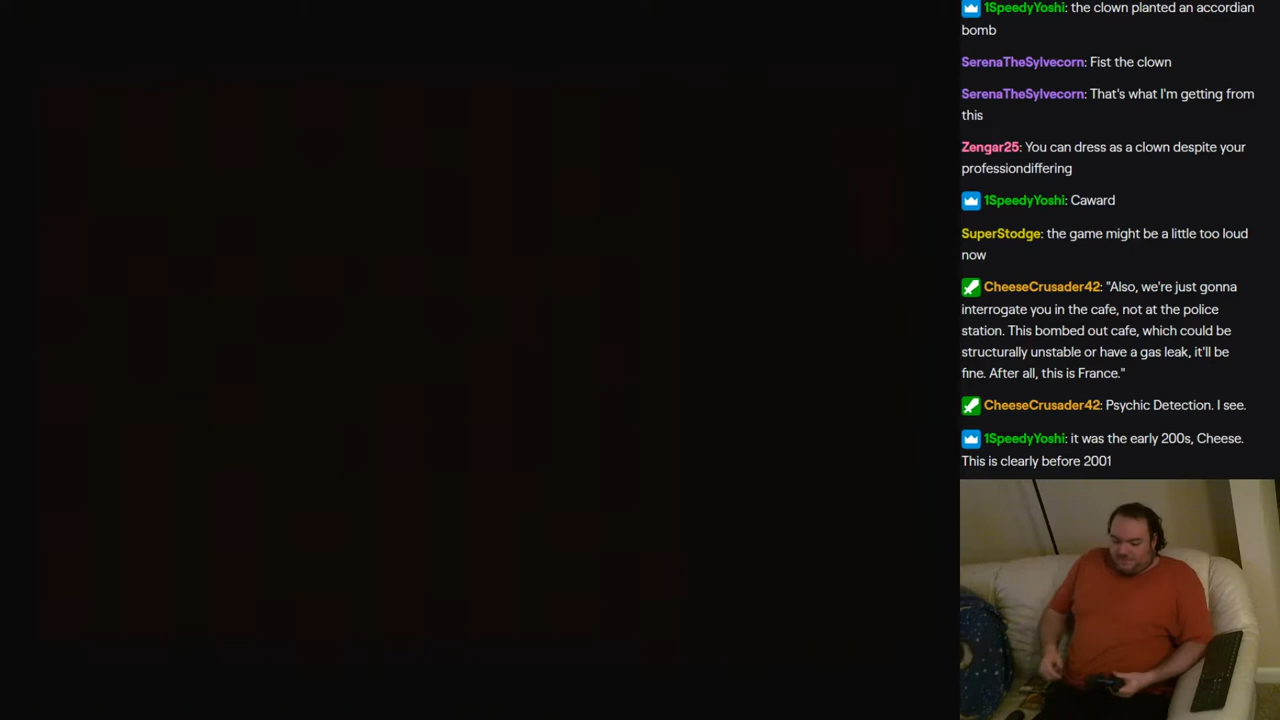 1SpeedyYoshi: the clown planted an accordian
bomb
SerenaTheSylvecorn: Fist the clown
SerenaTheSylvecorn: That's what I'm getting from
this
Zengar25: You can dress as a clown despite your
professiondiffering
1SpeedyYoshi: Caward
SuperStodge: the game might be a little too loud
now
CheeseCrusader42: "Also, we're just gonna
interrogate you in the cafe, not at the police
station. This bombed out cafe, which could be
structurally unstable or have a gas leak, it'll be
fine. After all, this is France."
CheeseCrusader42: Psychic Detection. I see.
1SpeedyYoshi: it was the early 200s, Cheese.
This is clearly before 2001